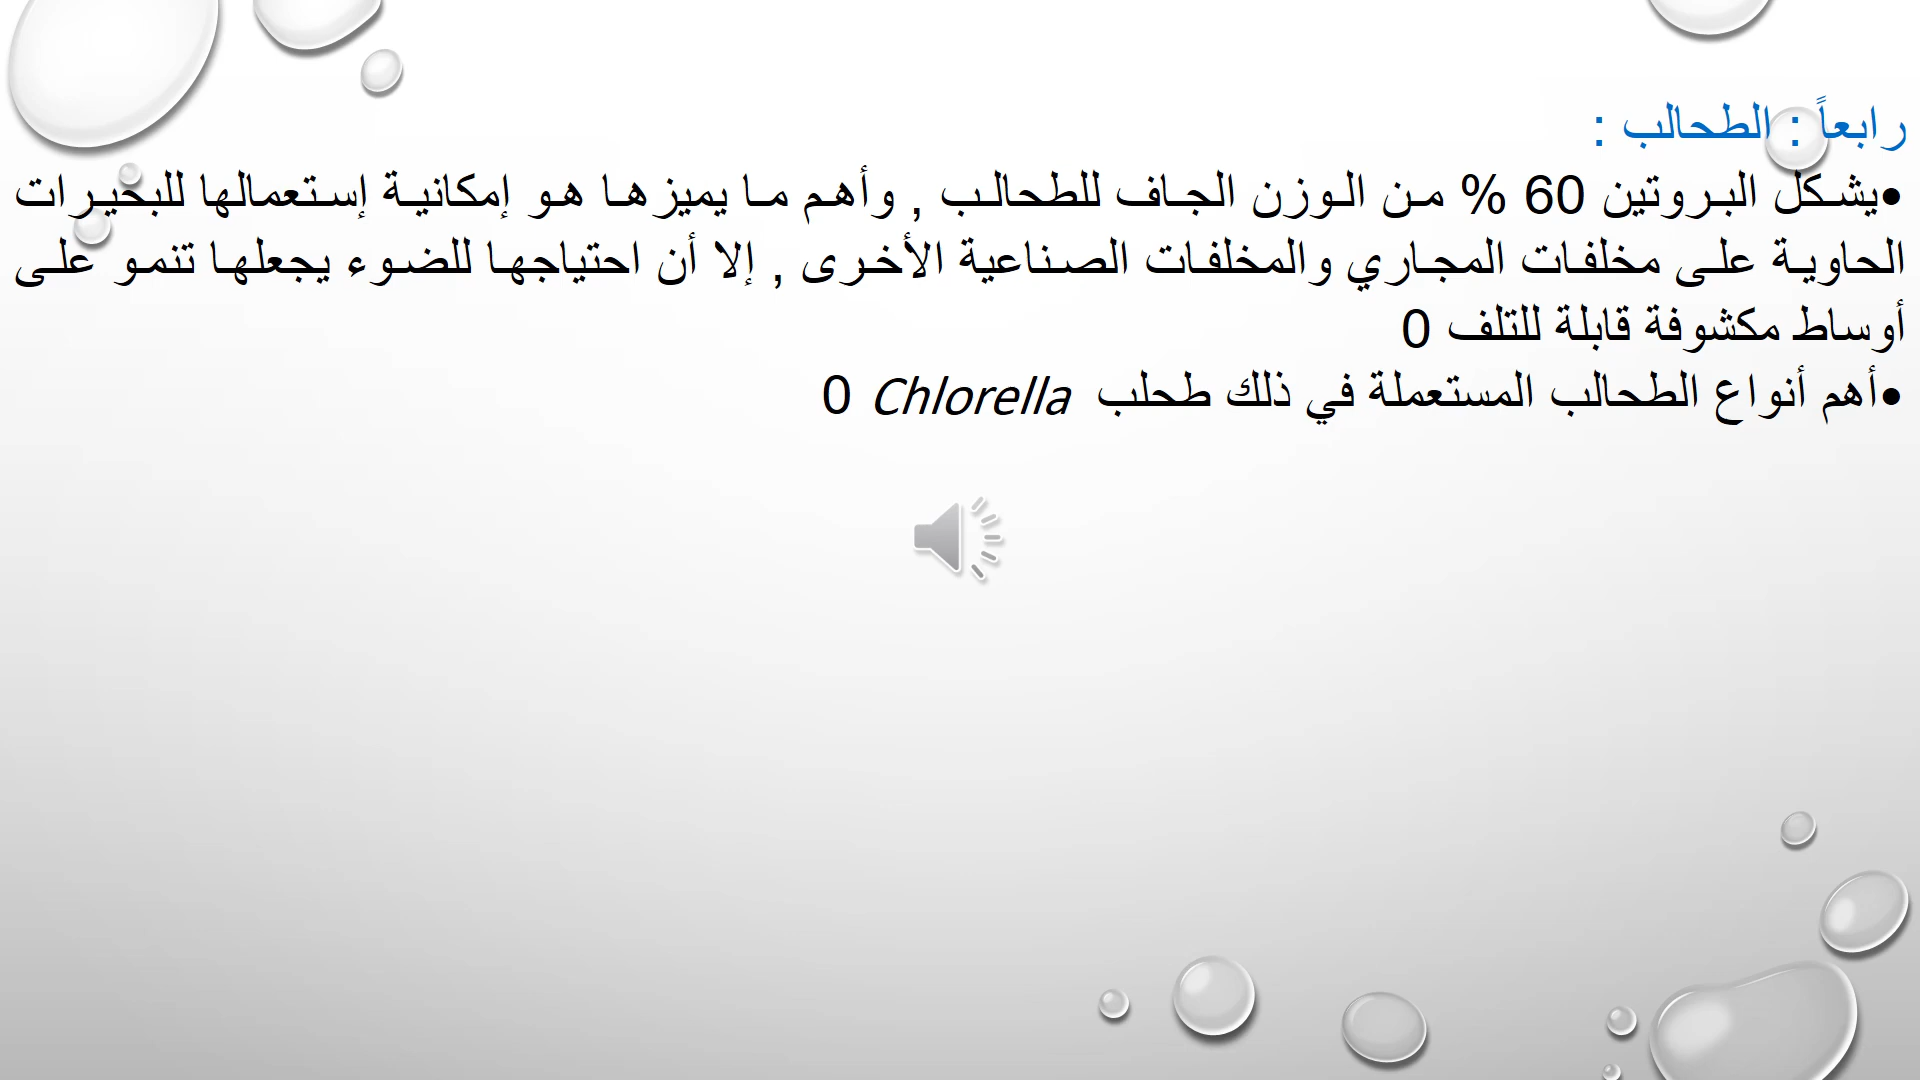 رابعاً : الطحالب :
•يشكل البروتين 60 % من الوزن الجاف للطحالب , وأهم ما يميزها هو إمكانية إستعمالها للبحيرات
الحاوية على مخلفات المجاري والمخلفات الصناعية الأخرى , إلا أن احتياجها للضوء يجعلها تنمو على
أوساط مكشوفة قابلة للتلف 0
•أهم أنواع الطحالب المستعملة في ذلك طحلب Chlorella 0